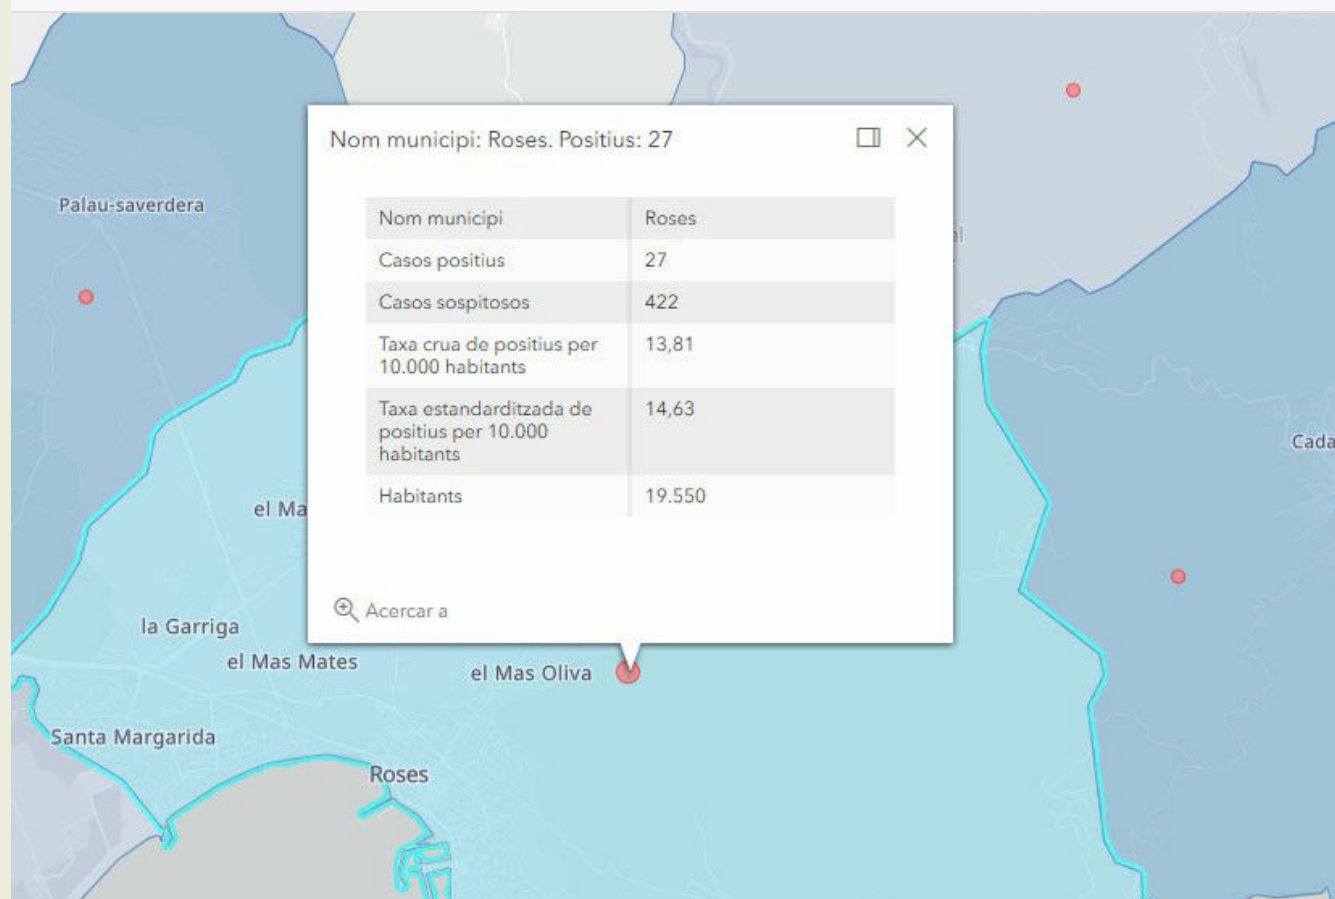 Nom municipi: Roses. Positius: 27
Palau-saverdera
Nom municipi Roses
Casos positius 27
Casos sospitosos 422
Taxa crua de positius per 13,81
10.000 habitants
Taxa estandarditzada de 14,63
positius per 10.000
habitants
Cada
Habitants 19.550
el Ma
Acercar a
la Garriga
el Mas Mates
el Mas Oliva
Santa Margarida
Roses